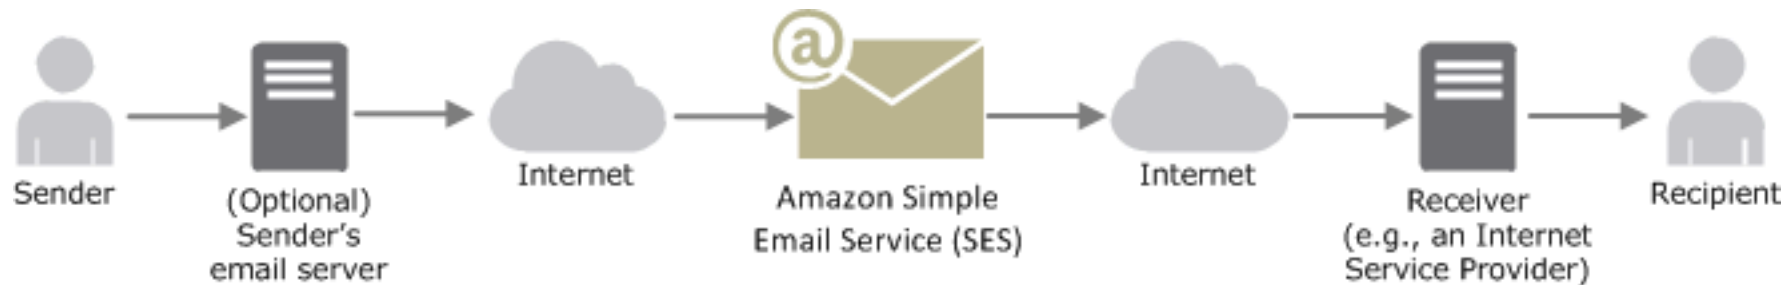 Sender
(Optional)
Sender's
email server
Internet
@
Amazon Simple
Email Service (SES)
Internet
Receiver
(e.g., an Internet
Service Provider)
Recipient